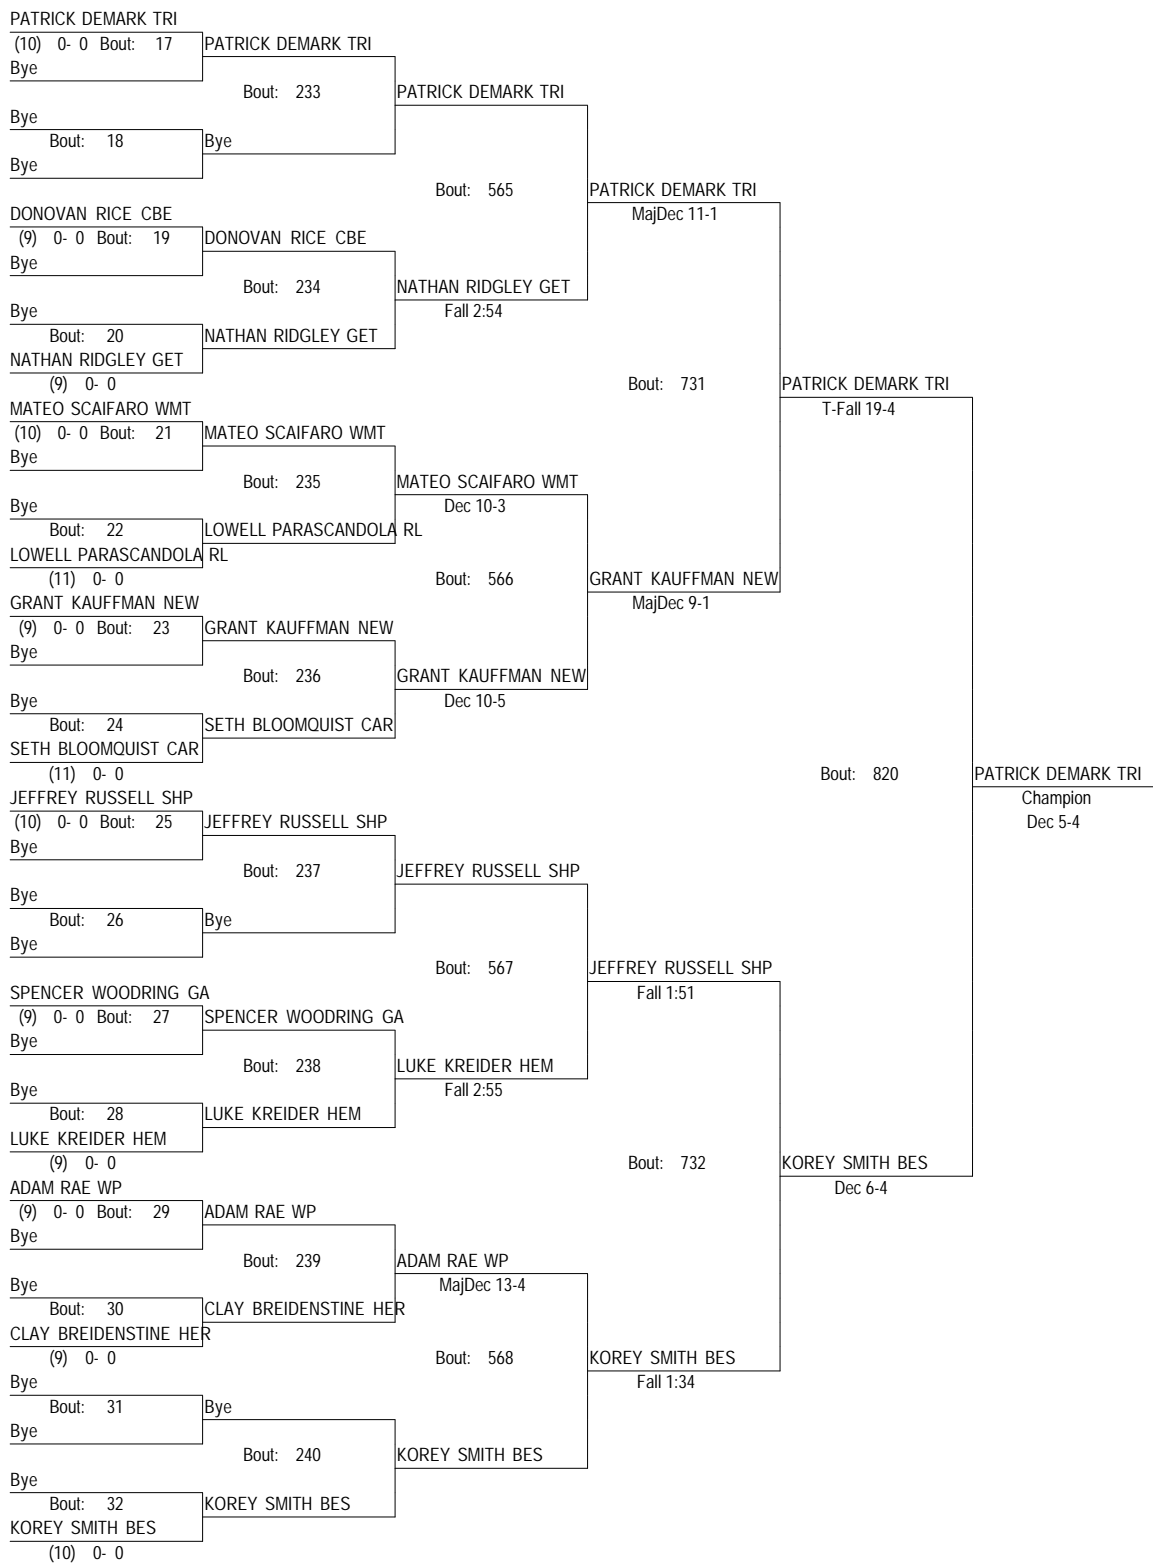 PATRICK DEMARK TRI
(10) 0- 0 Bout: 17 PATRICK DEMARK TRI
Bye
Bout: 233 PATRICK DEMARK TRI
Bye
Bout: 18 Bye
Bye
Bout: 565 PATRICK DEMARK TRI
DONOVAN RICE CBE MajDec 11-1
(9) 0- 0 Bout: 19 DONOVAN RICE CBE
Bye
Bout: 234 NATHAN RIDGLEY GET
Bye Fall 2:54
Bout: 20 NATHAN RIDGLEY GET
NATHAN RIDGLEY GET
(9) 0- 0 Bout: 731 PATRICK DEMARK TRI
MATEO SCAIFARO WMT T-Fall 19-4
(10) 0- 0 Bout: 21 MATEO SCAIFARO WMT
Bye
Bout: 235 MATEO SCAIFARO WMT
Bye Dec 10-3
Bout: 22 LOWELL PARASCANDOLA RL
LOWELL PARASCANDOLA RL
(11) 0- 0 Bout: 566 GRANT KAUFFMAN NEW
GRANT KAUFFMAN NEW MajDec 9-1
(9) 0- 0 Bout: 23 GRANT KAUFFMAN NEW
Bye
Bout: 236 GRANT KAUFFMAN NEW
Bye Dec 10-5
Bout: 24 SETH BLOOMQUIST CAR
SETH BLOOMQUIST CAR
(11) 0- 0 Bout: 820 PATRICK DEMARK TRI
JEFFREY RUSSELL SHP Champion
(10) 0- 0 Bout: 25 JEFFREY RUSSELL SHP Dec 5-4
Bye
Bout: 237 JEFFREY RUSSELL SHP
Bye
Bout: 26 Bye
Bye
Bout: 567 JEFFREY RUSSELL SHP
SPENCER WOODRING GA Fall 1:51
(9) 0- 0 Bout: 27 SPENCER WOODRING GA
Bye
Bout: 238 LUKE KREIDER HEM
Bye Fall 2:55
Bout: 28 LUKE KREIDER HEM
LUKE KREIDER HEM
(9) 0- 0 Bout: 732 KOREY SMITH BES
ADAM RAE WP Dec 6-4
(9) 0- 0 Bout: 29 ADAM RAE WP
Bye
Bout: 239 ADAM RAE WP
Bye MajDec 13-4
Bout: 30 CLAY BREIDENSTINE HER
CLAY BREIDENSTINE HER
(9) 0- 0 Bout: 568 KOREY SMITH BES
Bye Fall 1:34
Bout: 31 Bye
Bye
Bout: 240 KOREY SMITH BES
Bye
Bout: 32 KOREY SMITH BES
KOREY SMITH BES
(10) 0- 0